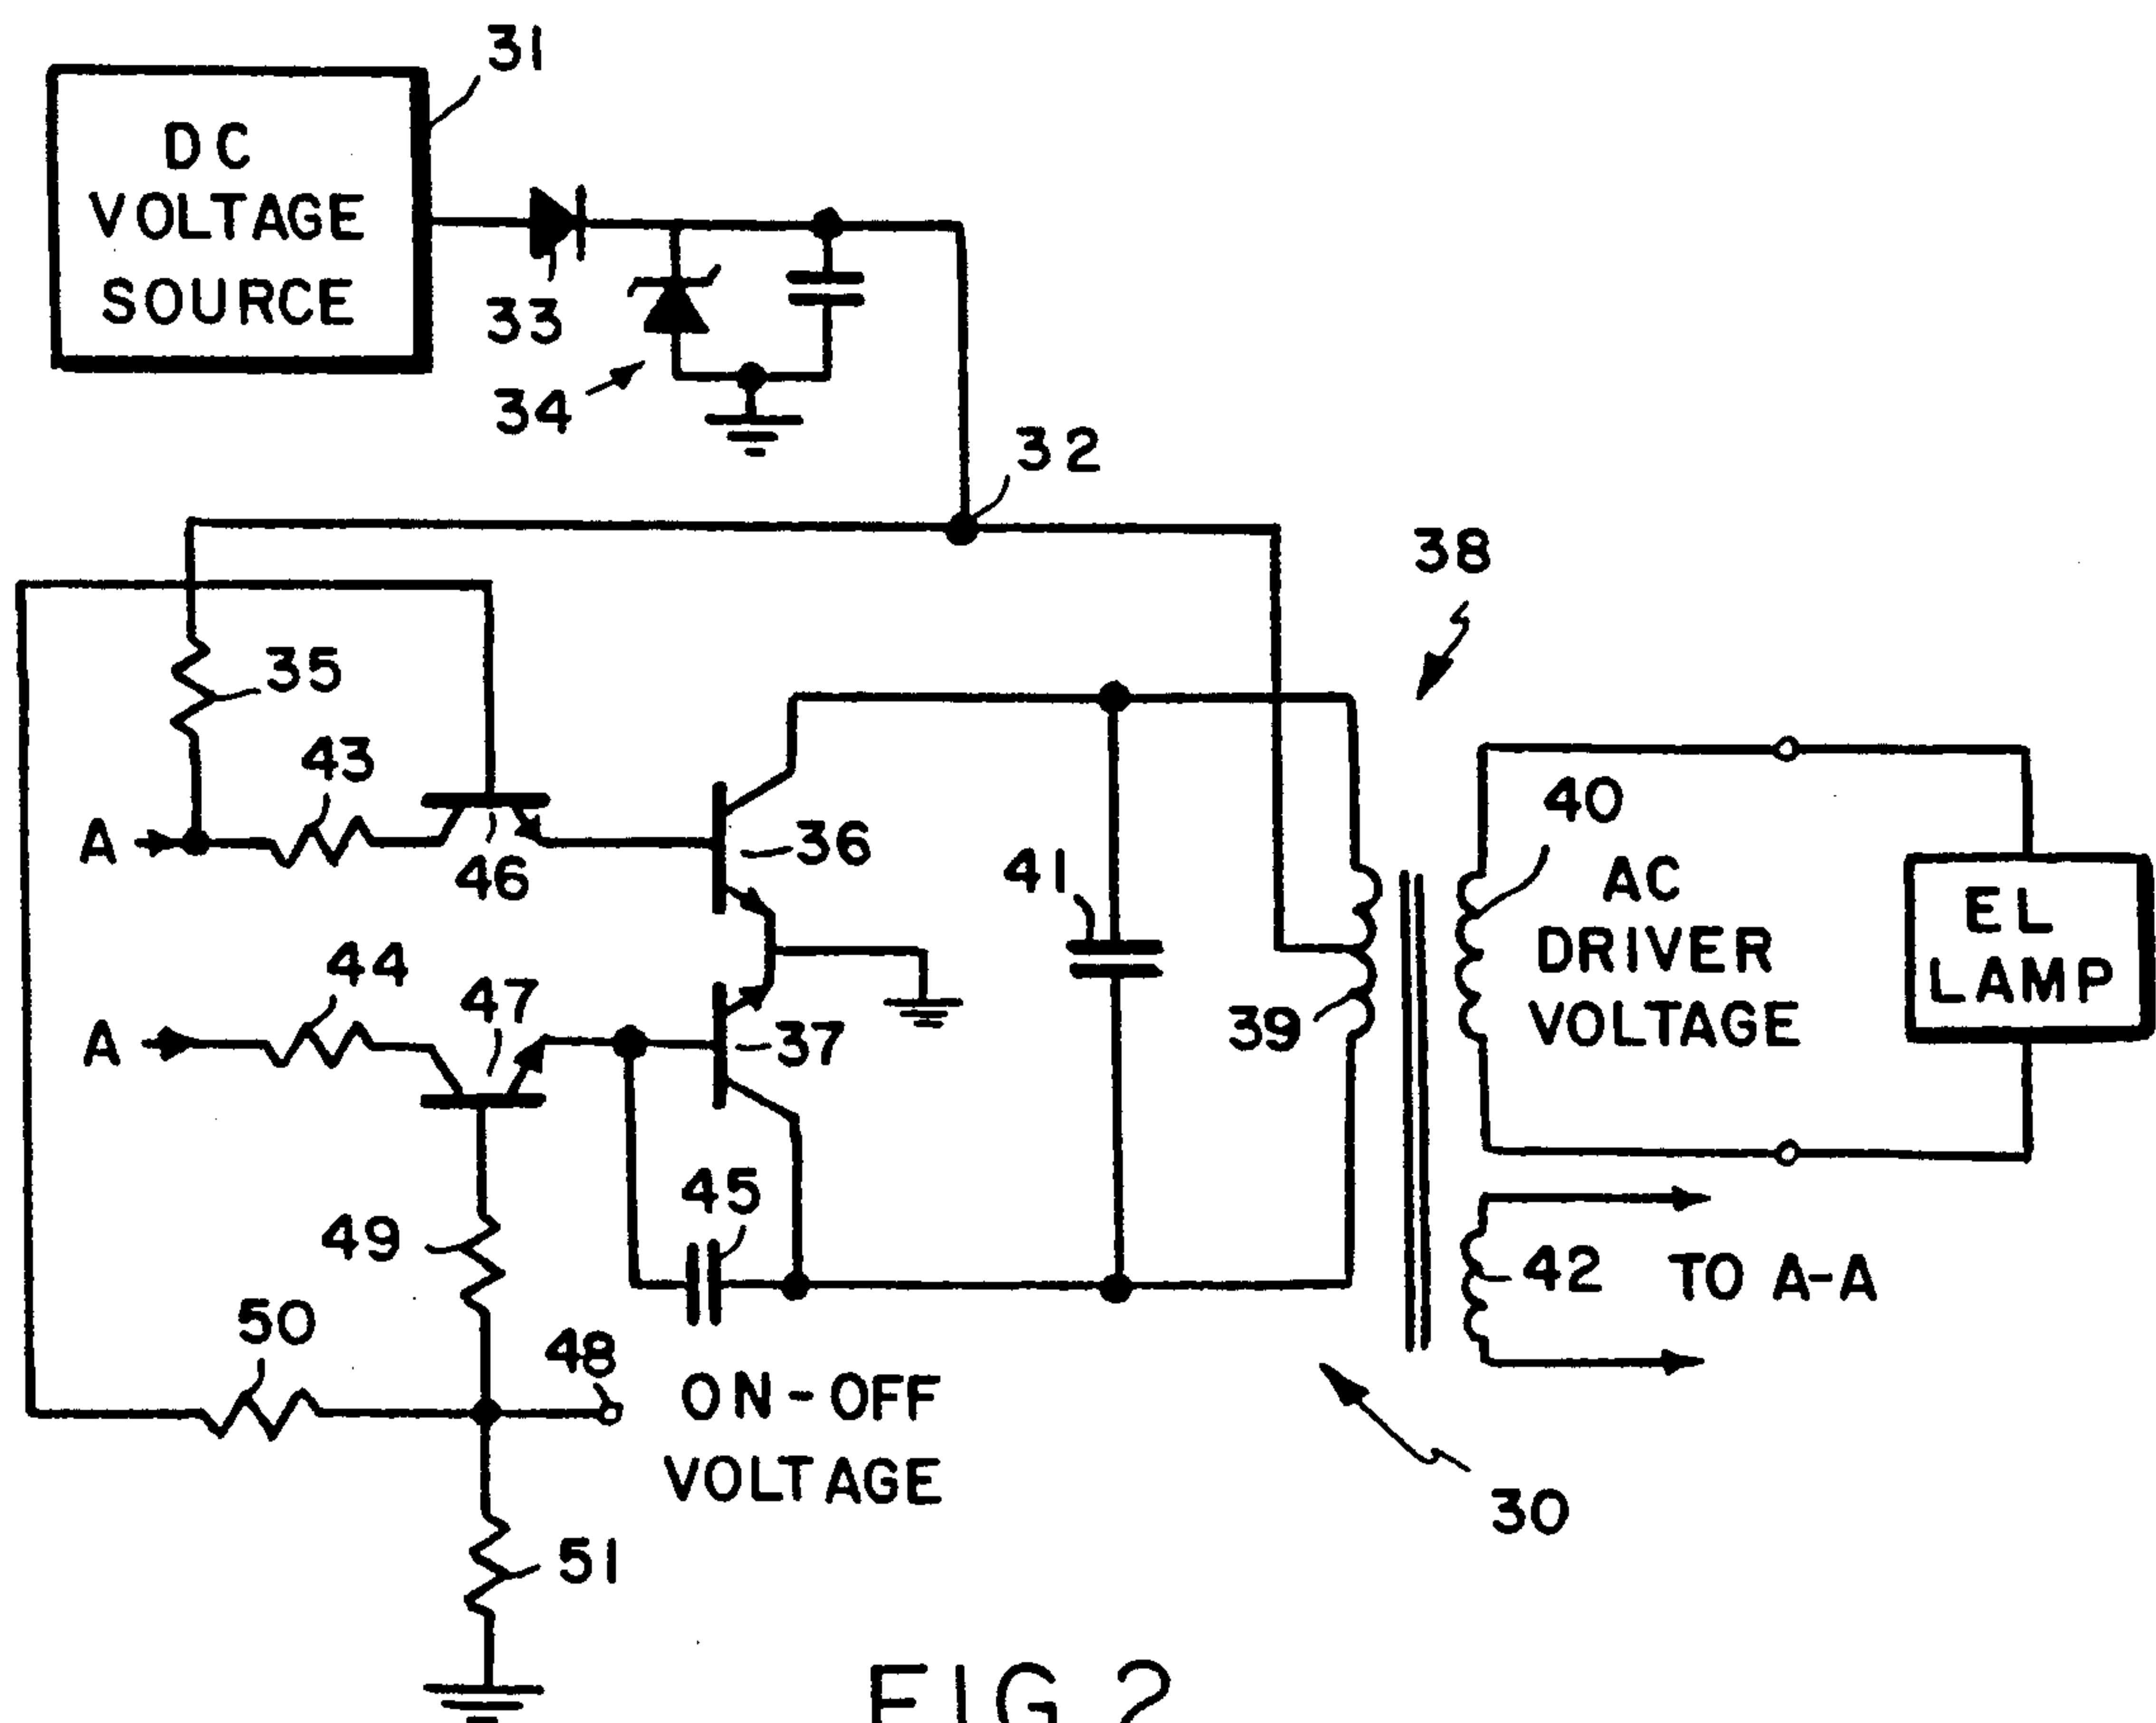 31
DC
VOLTAGE
SOURCE
33
34
32
38
35
43
A
46
36
41
40
AC
DRIVER
VOLTAGE
EL
LAMP
44
47
A
37
39
45
49
42
TO A-A
50
48
ON-OFF
VOLTAGE
30
51
FIG. 2